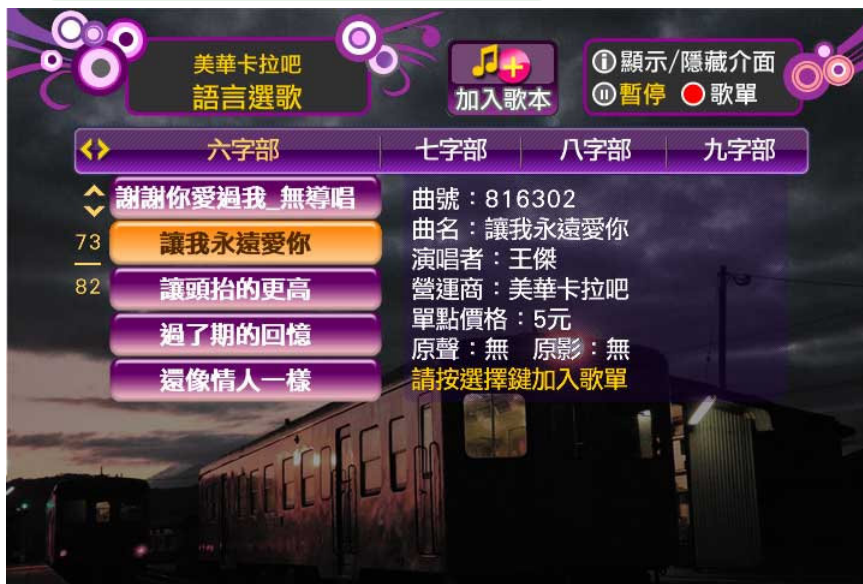 美華卡拉吧
語言選歌
加入歌本
ⓘ顯示/隱藏介面
⏸暫停 🔴歌單
六字部 七字部 八字部 九字部
謝謝你愛過我_無導唱
讓我永遠愛你
讓頭抬的更高
過了期的回憶
還像情人一樣
73
82
曲號：816302
曲名：讓我永遠愛你
演唱者：王傑
營運商：美華卡拉吧
單點價格：5元
原聲：無 原影：無
請按選擇鍵加入歌單